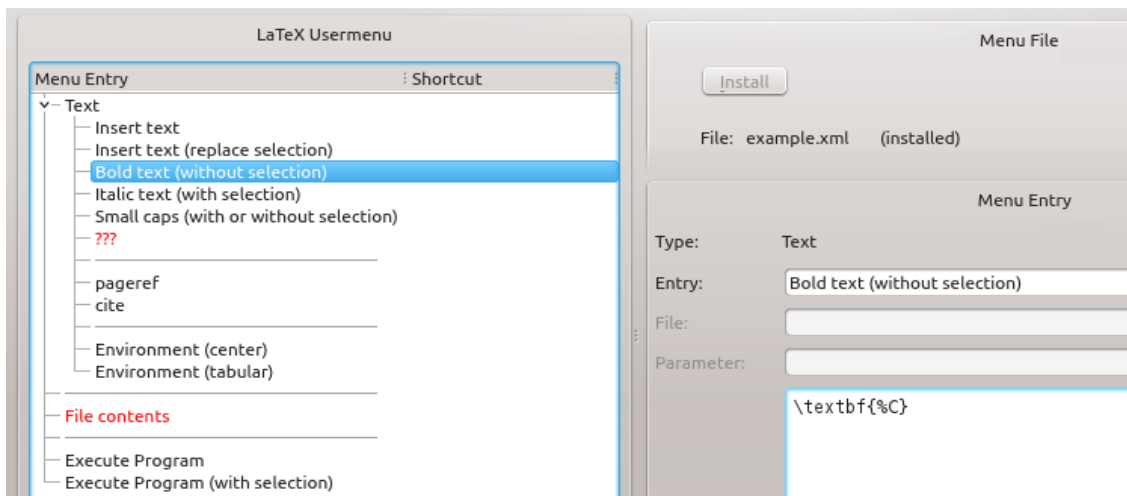 LaTeX Usermenu
Menu Entry Shortcut
Text
Insert text
Insert text (replace selection)
Bold text (without selection)
Italic text (with selection)
Small caps (with or without selection)
???
pageref
cite
Environment (center)
Environment (tabular)
File contents
Execute Program
Execute Program (with selection)
Menu File
Install
File: example.xml (installed)
Menu Entry
Type: Text
Entry: Bold text (without selection)
File:
Parameter:
\textbf{%C}